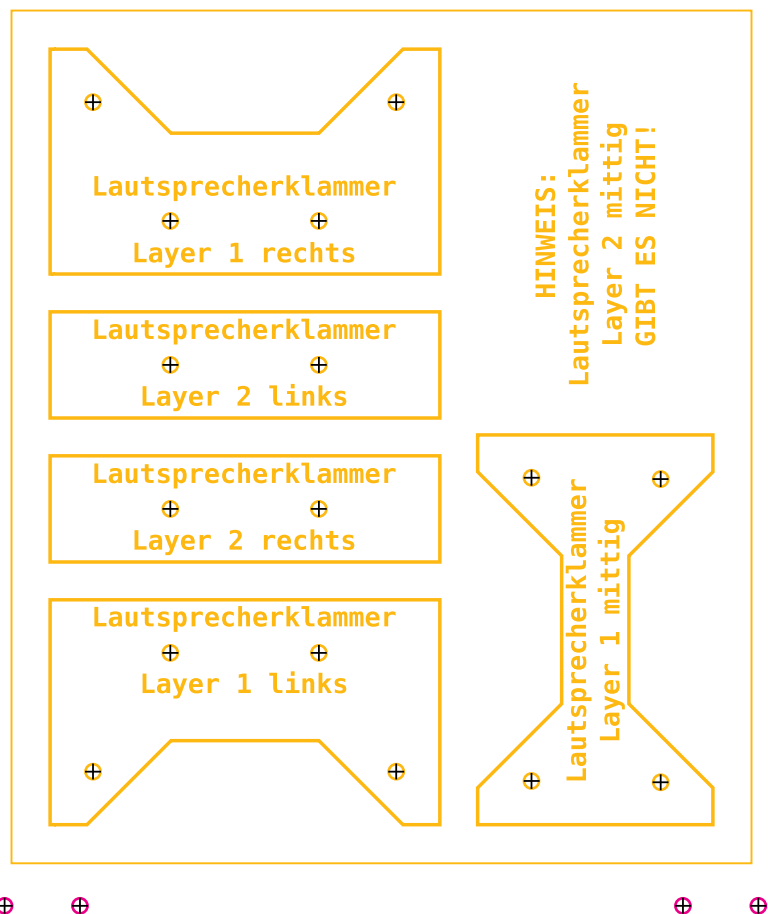 Lautsprecherklammer
Layer 1 rechts
Lautsprecherklammer
Layer 2 links
Lautsprecherklammer
Layer 2 rechts
Lautsprecherklammer
Layer 1 links
HINWEIS:
Lautsprecherklammer
Layer 2 mittig
GIBT ES NICHT!
Lautsprecherklammer
Layer 1 mittig